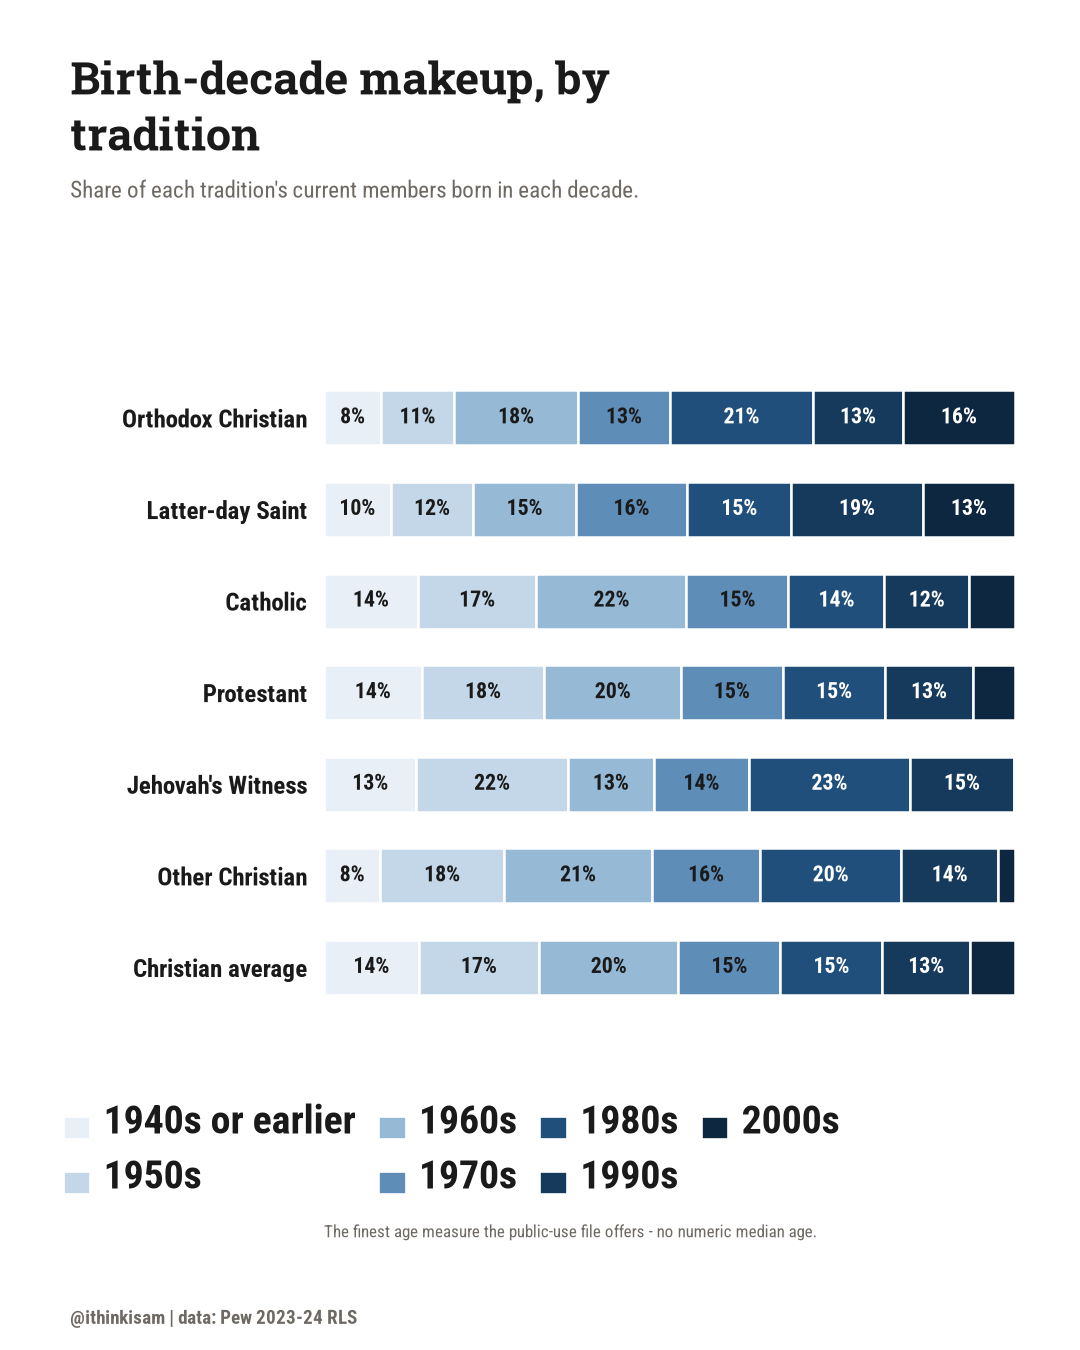 Birth-decade makeup, by
tradition
Share of each tradition's current members born in each decade.
Orthodox Christian 8% 11% 18% 13% 21% 13% 16%
Latter-day Saint 10% 12% 15% 16% 15% 19% 13%
Catholic 14% 17% 22% 15% 14% 12%
Protestant 14% 18% 20% 15% 15% 13%
Jehovah's Witness 13% 22% 13% 14% 23% 15%
Other Christian 8% 18% 21% 16% 20% 14%
Christian average 14% 17% 20% 15% 15% 13%
1940s or earlier 1960s 1980s 2000s
1950s 1970s 1990s
The finest age measure the public-use file offers - no numeric median age.
@ithinkisam | data: Pew 2023-24 RLS